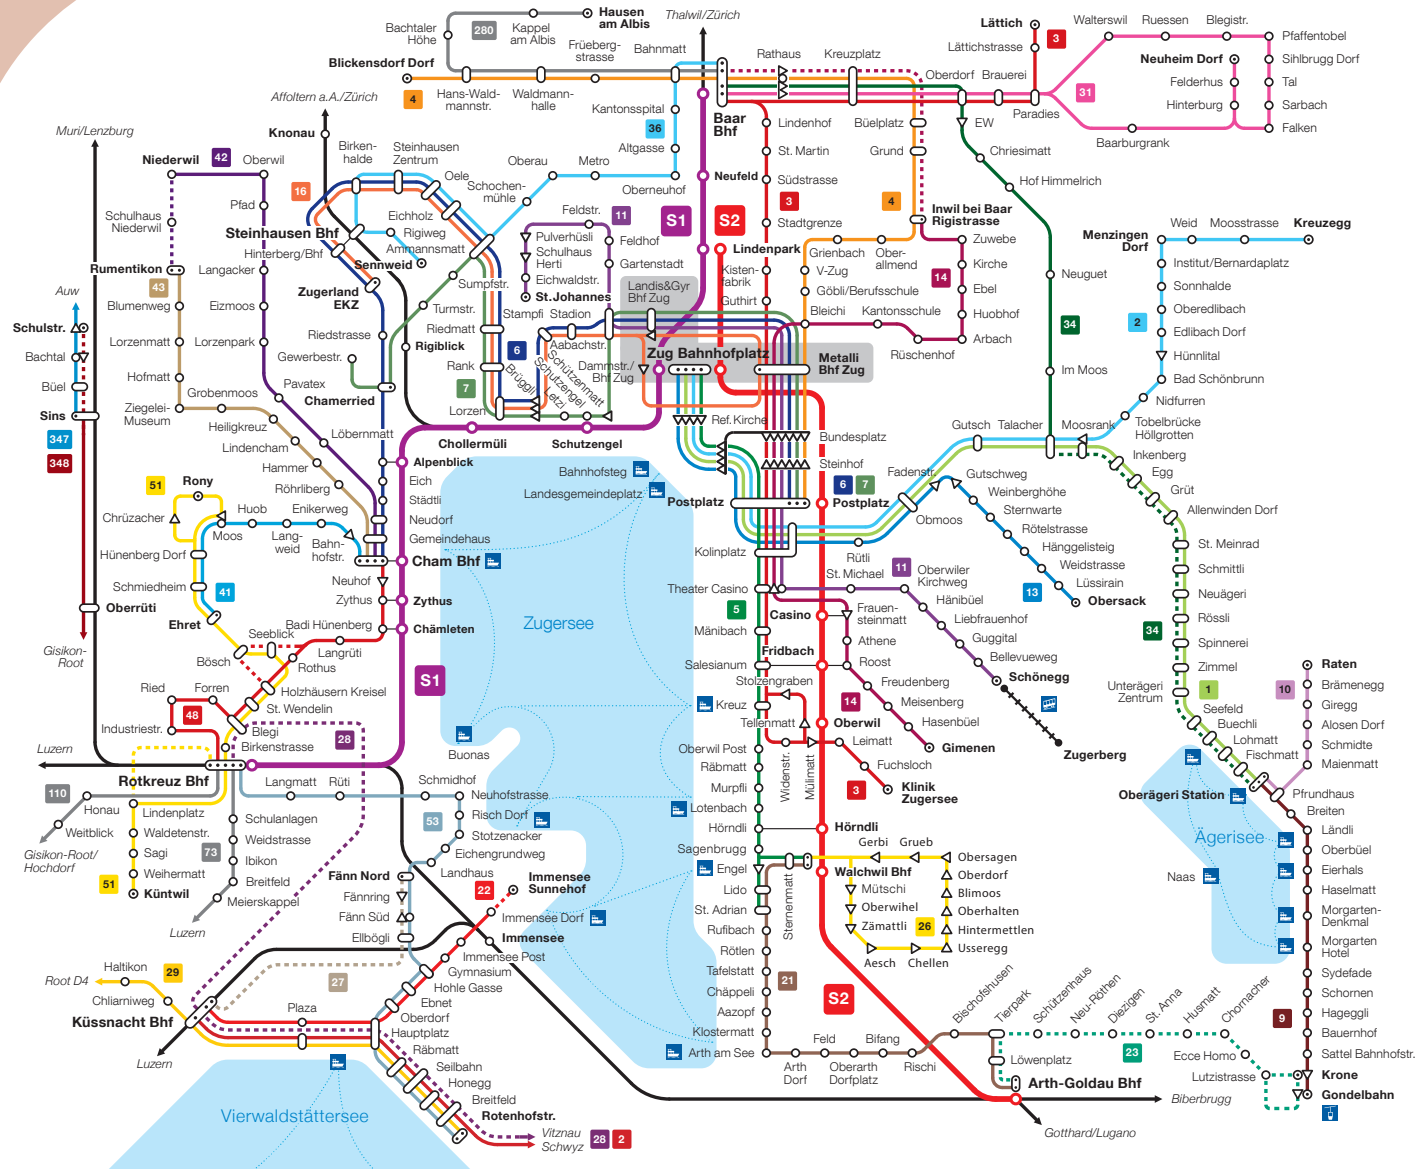 Hausen
am Albis
Thalwil/Zürich
Bachtaler
Höhe
280
Kappel
am Albis
Früeberg-
strasse
Bahnmatt
Blickensdorf Dorf
4
Hans-Wald-
mannstr.
Waldmann-
halle
Rathaus
Kreuzplatz
Lättich
Lättichstrasse
3
Oberdorf
Brauerei
Paradies
31
Walterswil
Ruessen
Blegistr.
Pfaffentobel
Sihlbrugg Dorf
Tal
Sarbach
Falken
Neuheim Dorf
Felderhus
Hinterburg
Baarburgrank
Baar
Bhf
Kantonsspital
36
Altgasse
Oberneuhof
Metro
Oberau
Schochen-
mühle
Affoltern a.A./Zürich
Knonau
Muri/Lenzburg
Niederwil
42
Oberwil
Pfad
Schulhaus
Niederwil
Rumentikon
43
Langacker
Blumenweg
Eizmoos
Lorzenmatt
Lorzenpark
Hofmatt
Ziegelei-
Museum
Grobenmoos
Heiligkreuz
Lindencham
Hammer
Röhrliberg
Pavatex
Löbernmatt
Birken-
halde
Steinhausen
Zentrum
Oele
16
Eichholz
Rigiweg
Ammannsmatt
Sennweid
Steinhausen Bhf
Hinterberg/Bhf
Zugerland
EKZ
Riedstrasse
Rigiblick
Gewerbestr.
Chamerried
Sumpfstr.
Turmstr.
Riedmatt
Rank
Lorzen
7
6
Stampfi
Stadion
Aabachstr.
Brüggli
Letzi
Schutzengel
Schützenmatt
Dammstr./
Bhf Zug
Feldstr.
11
Pulverhüsli
Schulhaus
Herti
Eichwaldstr.
St.Johannes
Feldhof
Gartenstadt
Landis&Gyr
Bhf Zug
Zug Bahnhofplatz
Metalli
Bhf Zug
Neufeld
S1
S2
Lindenpark
Lindenhof
St. Martin
Südstrasse
3
Stadtgrenze
Kisten-
fabrik
Guthirt
Büelplatz
Grund
4
Grienbach
Ober-
allmend
V-Zug
Göbli/Berufsschule
Bleichi
Kantonsschule
Rüschenhof
Inwil bei Baar
Rigistrasse
Zuwebe
Kirche
14
Ebel
Huobhof
Arbach
EW
Chriesimatt
Hof Himmelrich
Neuguet
34
Im Moos
Talacher
Gutsch
Moosrank
Menzingen
Dorf
Weid
Moosstrasse
Kreuzegg
Institut/Bernardaplatz
Sonnhalde
Oberedlibach
2
Edlibach Dorf
Hünnlital
Bad Schönbrunn
Nidfurren
Tobelbrücke
Höllgrotten
Inkenberg
Egg
Grüt
Allenwinden Dorf
St. Meinrad
Schmittli
Neuägeri
Rössli
34
Spinnerei
Zimmel
Unterägeri
Zentrum
1
Seefeld
Buechli
Lohmatt
Fischmatt
Oberägeri Station
10
Raten
Brämenegg
Giregg
Alosen Dorf
Schmidte
Maienmatt
Pfrundhaus
Breiten
Ländli
Oberbüel
Eierhals
Haselmatt
Morgarten-
Denkmal
Morgarten
Hotel
Sydefade
Schornen
9
Hageggli
Bauernhof
Sattel Bahnhofstr.
Krone
Gondelbahn
Ägerisee
Naas
Auw
Schulstr.
Bachtal
Büel
Sins
347
348
Oberrüti
Gisikon-
Root
Chollermüli
Schutzengel
Ref. Kirche
Bundesplatz
Steinhof
Postplatz
6
7
Postplatz
Kolinplatz
Fadenstr.
Obmoos
Rütli
Gutschweg
Weinberghöhe
Sternwarte
Rötelstrasse
Hänggelisteig
Weidstrasse
Lüssirain
13
Obersack
Theater Casino
St. Michael
11
Oberwiler
Kirchweg
Hänibüel
Liebfrauenhof
Guggital
Bellevueweg
Schönegg
Zugerberg
5
Mänibach
Casino
Frauen-
steinmatt
Athene
Roost
Fridbach
Salesianum
Stolzengraben
Freudenberg
Meisenberg
14
Hasenbüel
Gimenen
Kreuz
Tellenmatt
Oberwil
Leimatt
Fuchsloch
3
Klinik
Zugersee
Oberwil Post
Widenstr.
Mülimatt
Räbmatt
Murpfli
Lotenbach
Hörndli
Hörndli
Sagenbrugg
Engel
Lido
St. Adrian
Sternenmatt
Rufibach
Rötlen
Tafelstatt
21
Chäppeli
Aazopf
Klostermatt
Arth am See
Walchwil Bhf
Gerbi
Grueb
Obersagen
Oberdorf
Blimoos
Oberhalten
Hintermettlen
Usseregg
26
Mütschi
Oberwihel
Zämattli
Aesch
Chellen
S2
Arth
Dorf
Feld
Oberarth
Dorfplatz
Bifang
Rischi
Bischofshusen
Tierpark
Schützenhaus
Neu-Röthen
Diezigen
St. Anna
Husmatt
Chornacher
23
Ecce Homo
Lutzistrasse
Löwenplatz
Arth-Goldau Bhf
Biberbrugg
Gotthard/Lugano
Bahnhofsteg
Landesgemeindeplatz
Zugersee
Buonas
Alpenblick
Eich
Städtli
Neudorf
Gemeindehaus
Cham Bhf
Neuhof
Zythus
Zythus
Chämleten
S1
51
Rony
Chrüzacher
Huob
Enikerweg
Moos
Lang-
weid
Bahn-
hofstr.
Hünenberg Dorf
Schmiedheim
41
Ehret
Seeblick
Badi Hünenberg
Langrüti
Rothus
Bösch
Holzhäusern Kreisel
St. Wendelin
Ried
Forren
48
Industriestr.
Blegi
Birkenstrasse
28
Luzern
Rotkreuz Bhf
110
Honau
Weitblick
Gisikon-Root/
Hochdorf
Lindenplatz
Waldetenstr.
Sagi
Weihermatt
51
Küntwil
Schulanlagen
Weidstrasse
73
Ibikon
Breitfeld
Meierskappel
Luzern
Langmatt
Rüti
Schmidhof
Neuhofstrasse
Risch Dorf
53
Stotzenacker
Eichengrundweg
Landhaus
Fänn Nord
Fännring
Fänn Süd
Ellbögli
22
Immensee
Sunnehof
Immensee Dorf
Immensee
Immensee Post
Gymnasium
Hohle Gasse
Ebnet
Oberdorf
Hauptplatz
Räbmatt
Seilbahn
Honegg
Breitfeld
Rotenhofstr.
Vitznau
Schwyz
28
2
27
29
Haltikon
Root D4
Chliarniweg
Küssnacht Bhf
Plaza
Luzern
Vierwaldstättersee